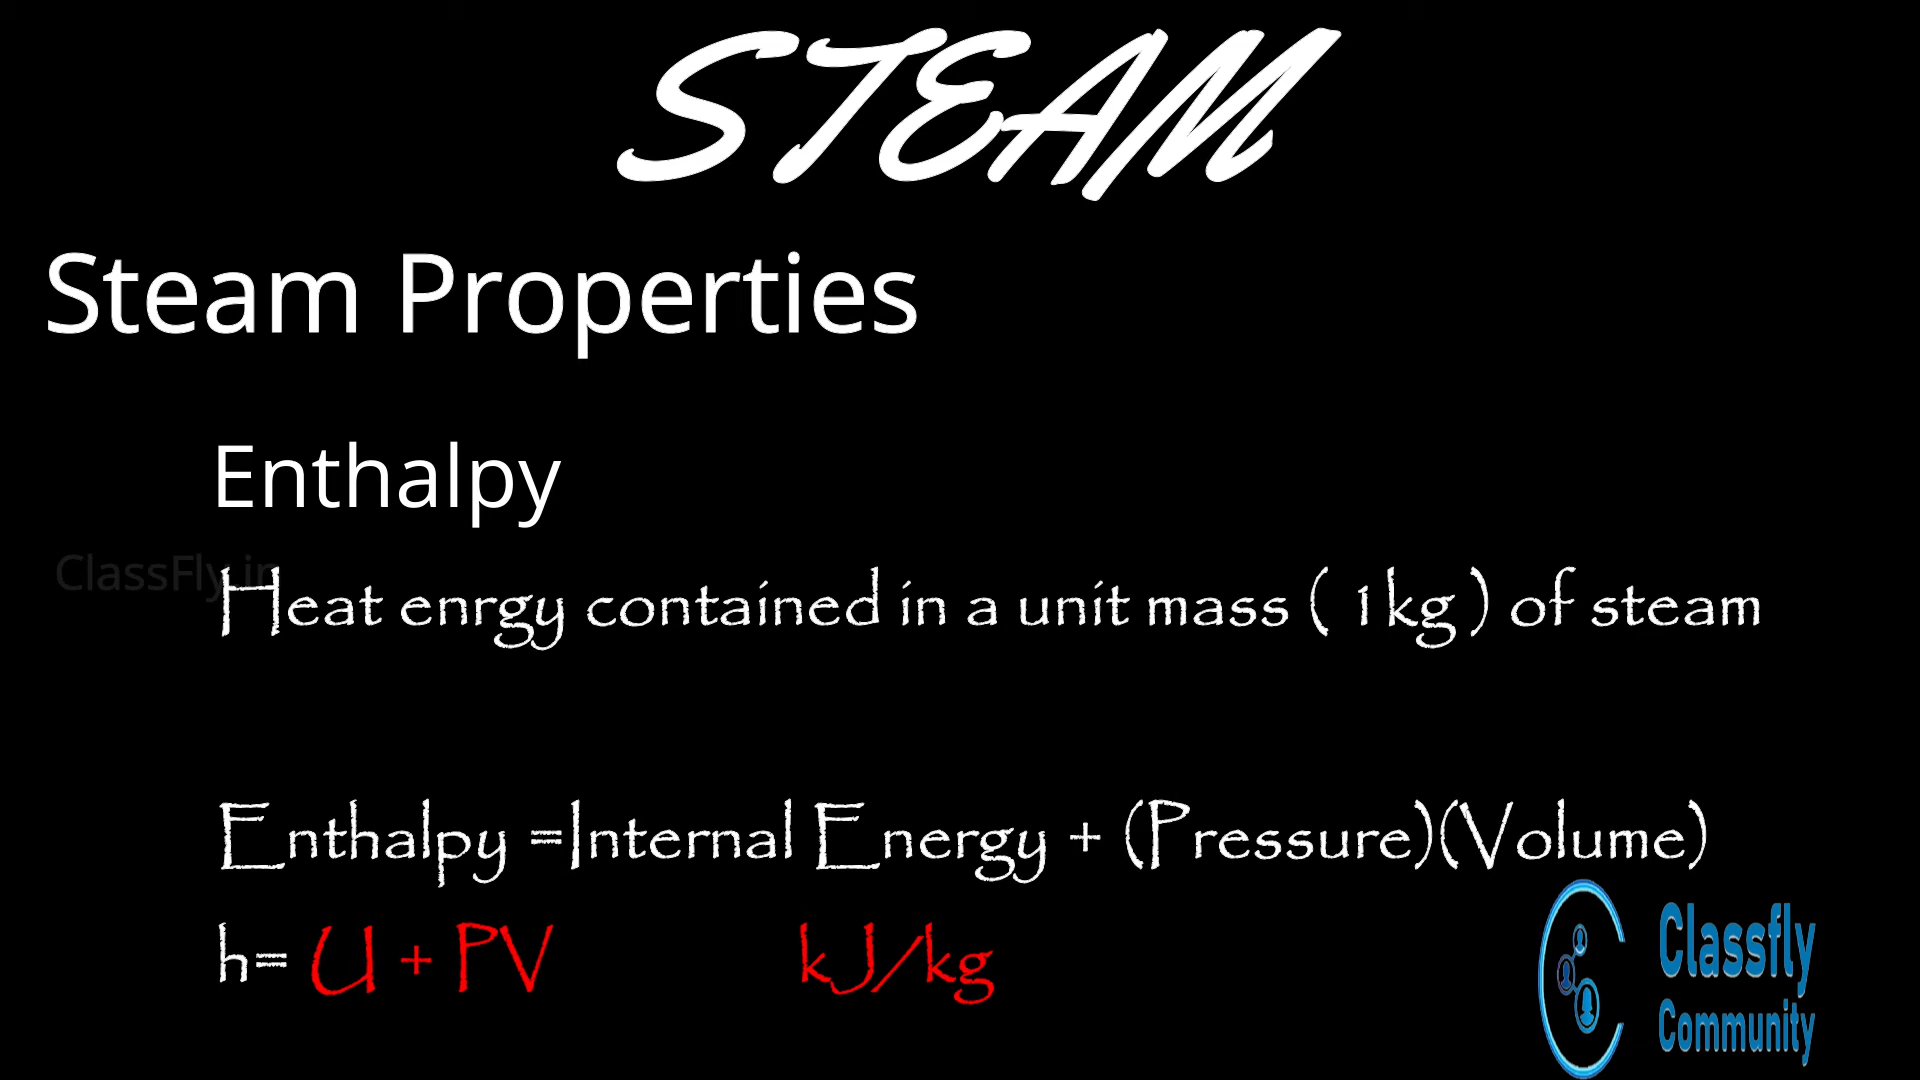 STEAM
Steam Properties
Enthalpy
ClassFly.in
Heat enrgy contained in a unit mass ( 1kg ) of steam
Enthalpy =Internal Energy + (Pressure)(Volume)
h= U + PV kJ/kg
Classfly
Community